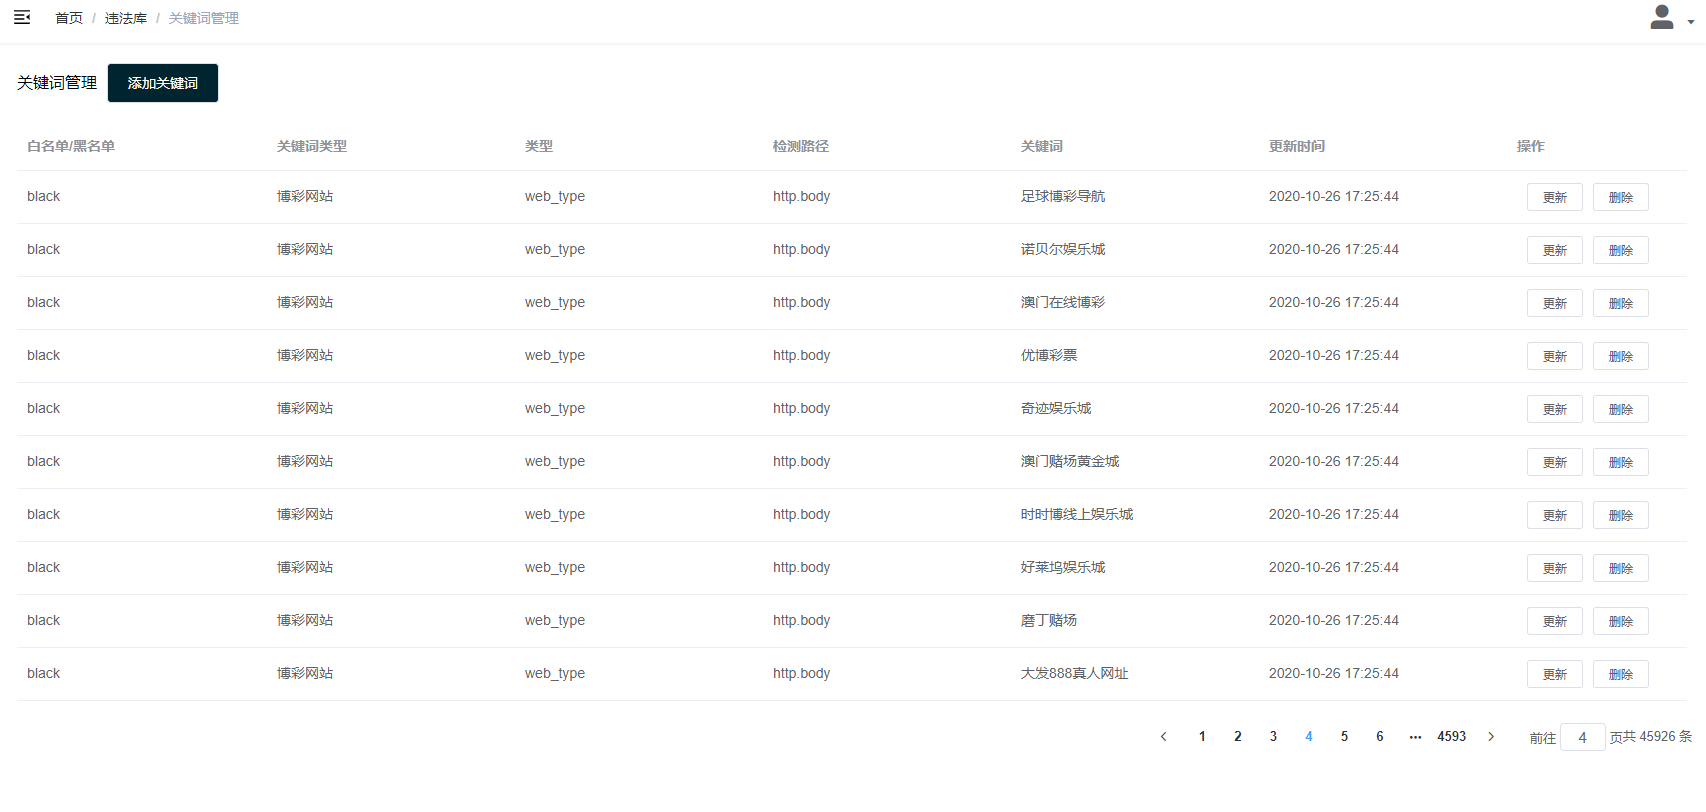 首页 / 违法库 / 关键词管理
关键词管理 添加关键词
白名单/黑名单 关键词类型 类型 检测路径 关键词 更新时间 操作
black 博彩网站 web_type http.body 足球博彩导航 2020-10-26 17:25:44 更新 删除
black 博彩网站 web_type http.body 诺贝尔娱乐城 2020-10-26 17:25:44 更新 删除
black 博彩网站 web_type http.body 澳门在线博彩 2020-10-26 17:25:44 更新 删除
black 博彩网站 web_type http.body 优博彩票 2020-10-26 17:25:44 更新 删除
black 博彩网站 web_type http.body 奇迹娱乐城 2020-10-26 17:25:44 更新 删除
black 博彩网站 web_type http.body 澳门赌场黄金城 2020-10-26 17:25:44 更新 删除
black 博彩网站 web_type http.body 时时博线上娱乐城 2020-10-26 17:25:44 更新 删除
black 博彩网站 web_type http.body 好莱坞娱乐城 2020-10-26 17:25:44 更新 删除
black 博彩网站 web_type http.body 磨丁赌场 2020-10-26 17:25:44 更新 删除
black 博彩网站 web_type http.body 大发888真人网址 2020-10-26 17:25:44 更新 删除
1 2 3 4 5 6 ··· 4593 前往 4 页共 45926 条